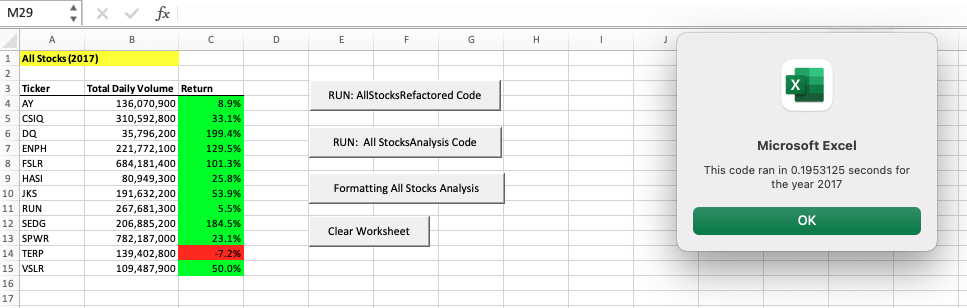 M29 fx
A B C D E F G H I J
1 All Stocks (2017)
2
3 Ticker Total Daily Volume Return
4 AY 136,070,900 8.9%
5 CSIQ 310,592,800 33.1%
6 DQ 35,796,200 199.4%
7 ENPH 221,772,100 129.5%
8 FSLR 684,181,400 101.3%
9 HASI 80,949,300 25.8%
10 JKS 191,632,200 53.9%
11 RUN 267,681,300 5.5%
12 SEDG 206,885,200 184.5%
13 SPWR 782,187,000 23.1%
14 TERP 139,402,800 -7.2%
15 VSLR 109,487,900 50.0%
16
17
RUN: AllStocksRefactored Code
RUN: All StocksAnalysis Code
Formatting All Stocks Analysis
Clear Worksheet
X
Microsoft Excel
This code ran in 0.1953125 seconds for
the year 2017
OK